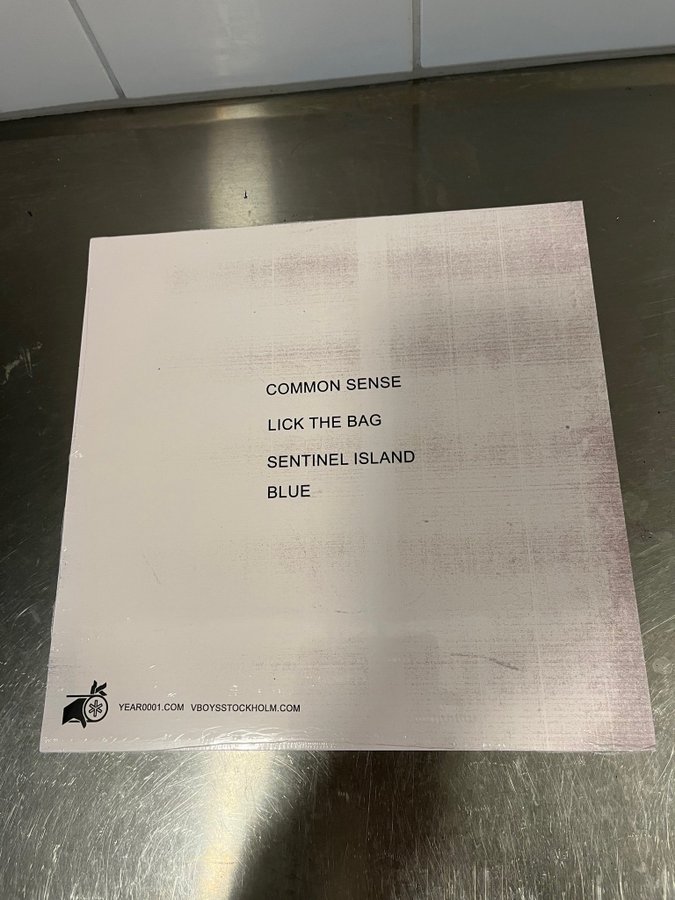 COMMON SENSE
LICK THE BAG
SENTINEL ISLAND
BLUE
YEAR0001.COM VBOYSSTOCKHOLM.COM